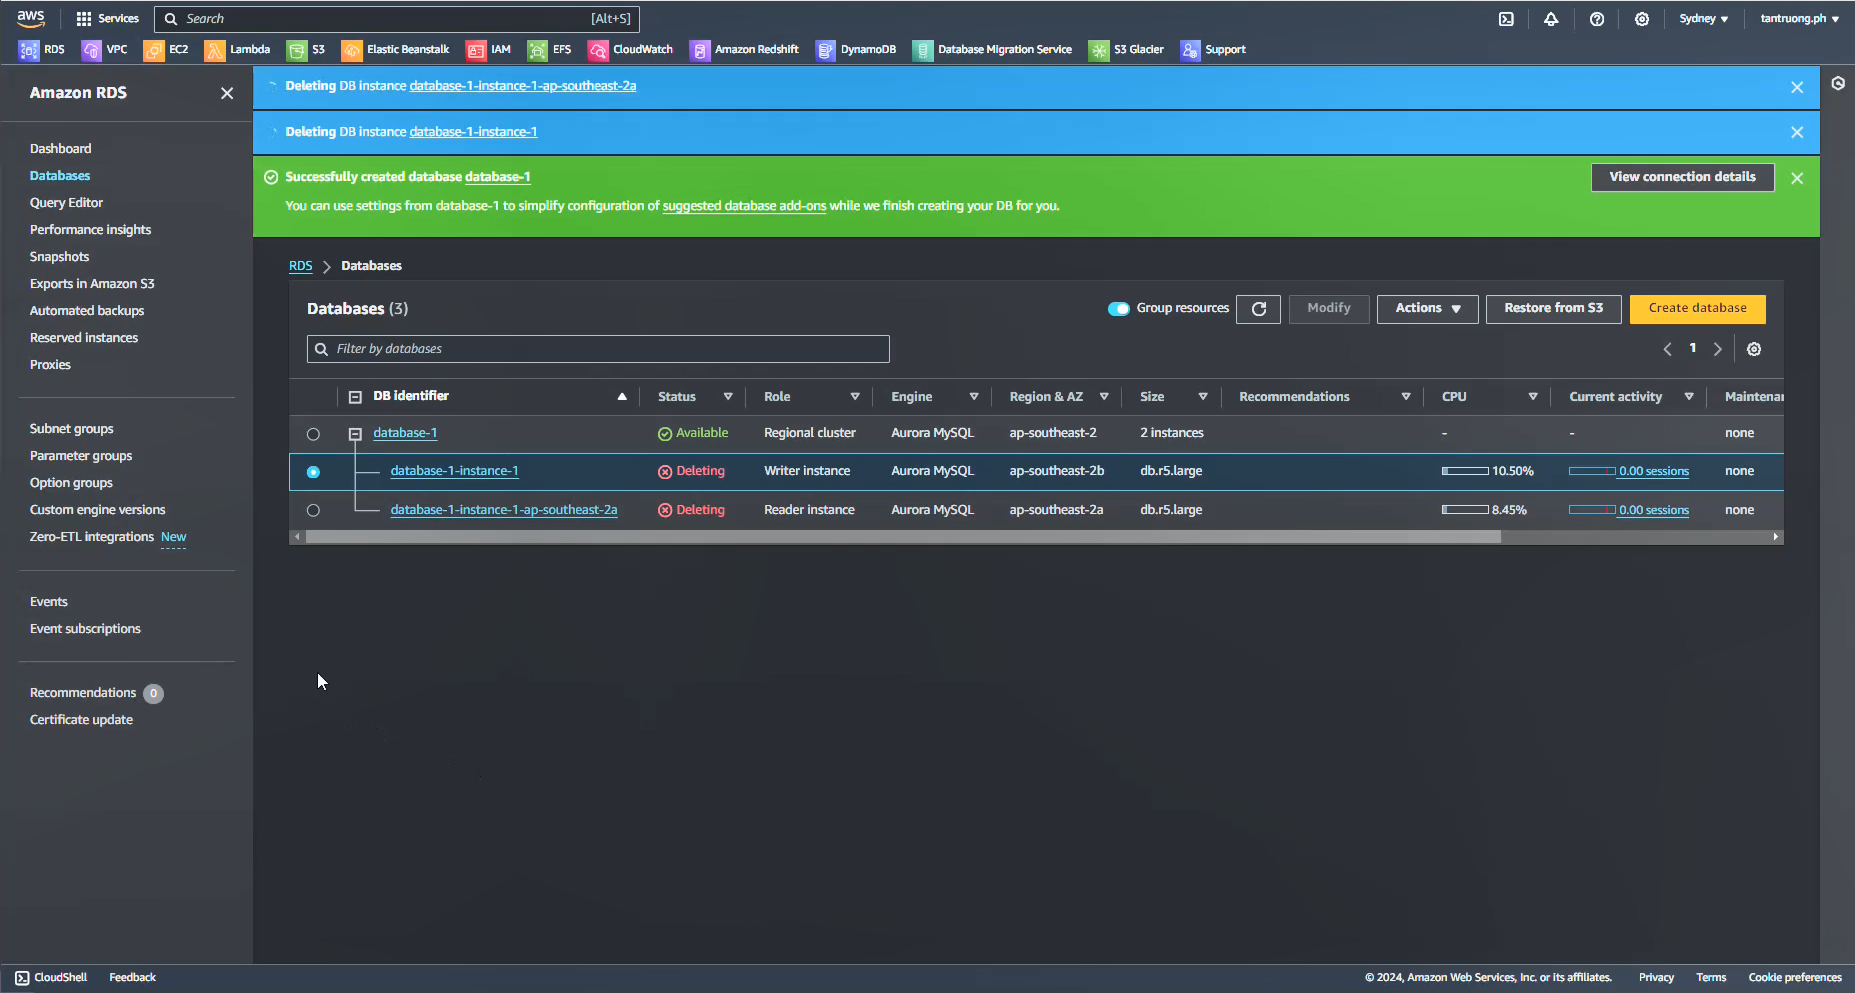 aws Services Search [Alt+S] Sydney ▼ tantruong.ph ▼
RDS VPC EC2 Lambda S3 Elastic Beanstalk IAM EFS CloudWatch Amazon Redshift DynamoDB Database Migration Service S3 Glacier Support
Amazon RDS
Dashboard
Databases
Query Editor
Performance insights
Snapshots
Exports in Amazon S3
Automated backups
Reserved instances
Proxies
Subnet groups
Parameter groups
Option groups
Custom engine versions
Zero-ETL integrations New
Events
Event subscriptions
Recommendations 0
Certificate update
Deleting DB instance database-1-instance-1-ap-southeast-2a
Deleting DB instance database-1-instance-1
Successfully created database database-1 View connection details
You can use settings from database-1 to simplify configuration of suggested database add-ons while we finish creating your DB for you.
RDS > Databases
Databases (3) Group resources Modify Actions ▼ Restore from S3 Create database
Filter by databases < 1 >
DB identifier Status Role Engine Region & AZ Size Recommendations CPU Current activity Maintenan
database-1 Available Regional cluster Aurora MySQL ap-southeast-2 2 instances - - none
database-1-instance-1 Deleting Writer instance Aurora MySQL ap-southeast-2b db.r5.large 10.50% 0.00 sessions none
database-1-instance-1-ap-southeast-2a Deleting Reader instance Aurora MySQL ap-southeast-2a db.r5.large 8.45% 0.00 sessions none
CloudShell Feedback © 2024, Amazon Web Services, Inc. or its affiliates. Privacy Terms Cookie preferences